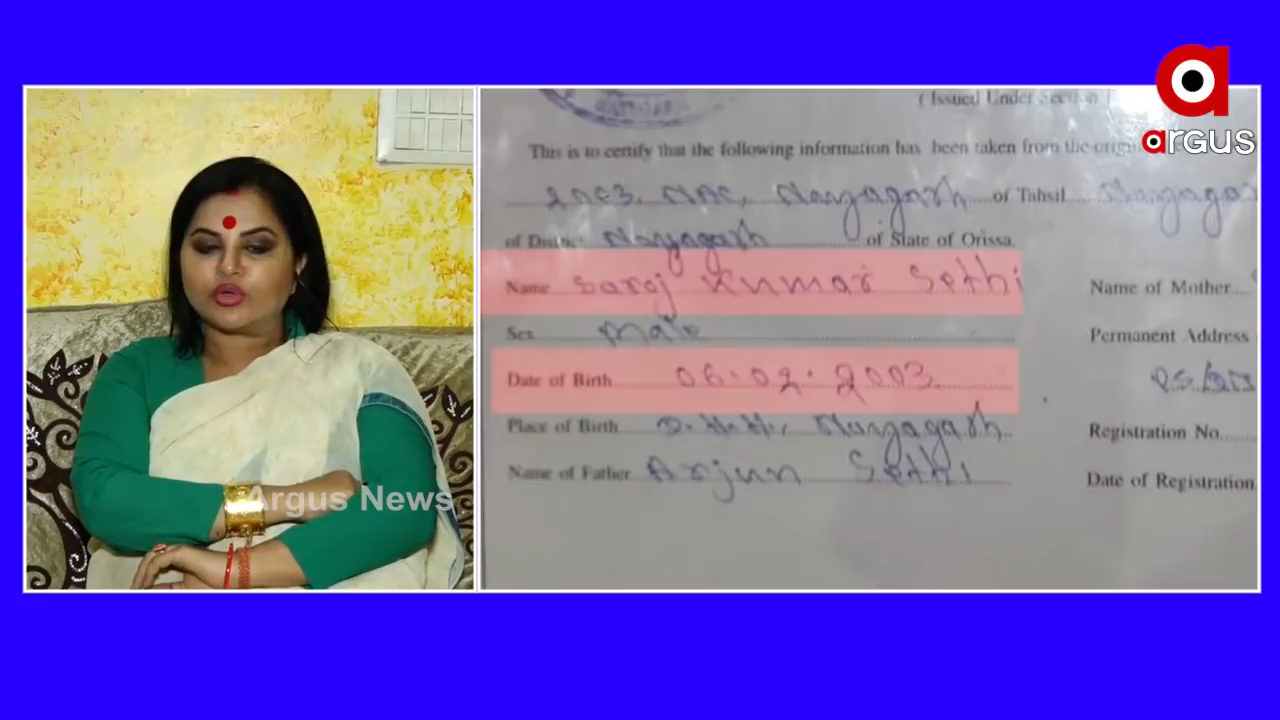 argus
( Issued Under Section 1
This is to certify that the following information has been taken from the
2003. NAC, Nayagarh of Tahsil Nayagar
of District Nayagarh of State of Orissa.
Name Saroj Kumar Sethi
Name of Mother
Sex Male
Permanent Address
Date of Birth 06.02.2003
Place of Birth D.H.H., Nayagarh
Registration No.
Name of Father Arjun Sethi
Date of Registration
Argus News